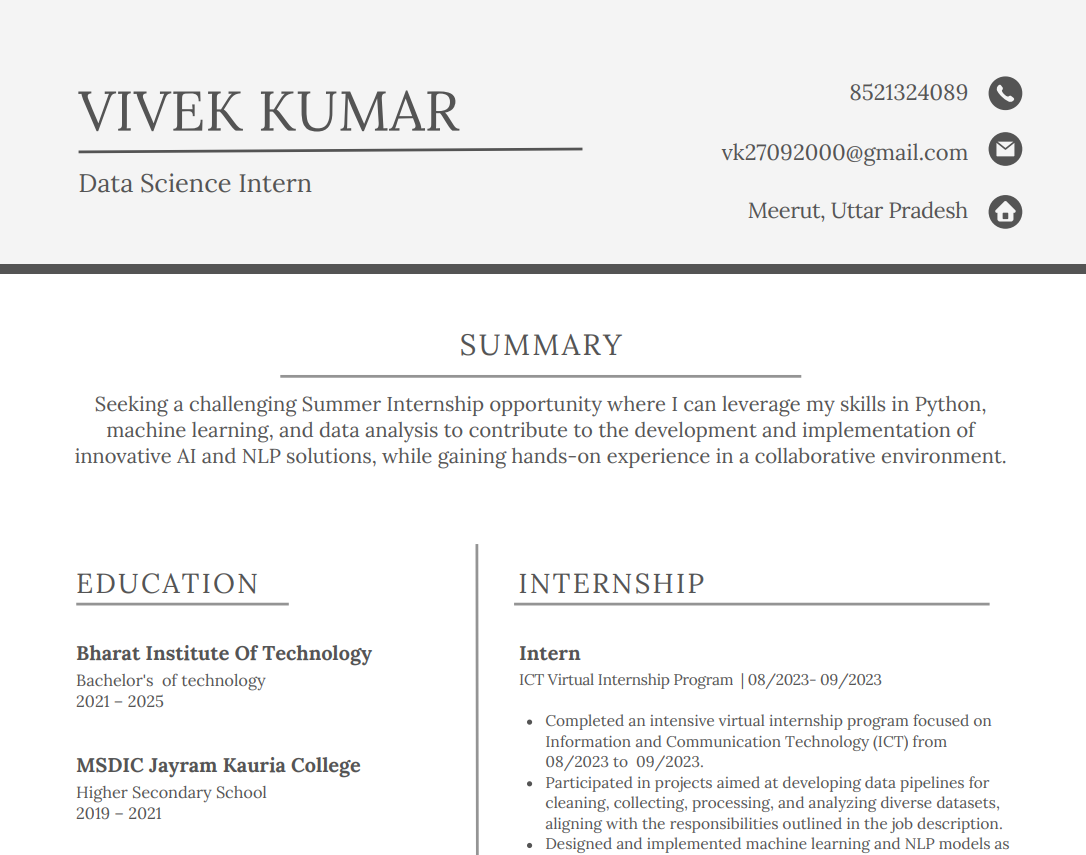 VIVEK KUMAR
Data Science Intern
8521324089
vk27092000@gmail.com
Meerut, Uttar Pradesh
SUMMARY
Seeking a challenging Summer Internship opportunity where I can leverage my skills in Python,
machine learning, and data analysis to contribute to the development and implementation of
innovative AI and NLP solutions, while gaining hands-on experience in a collaborative environment.
EDUCATION
Bharat Institute Of Technology
Bachelor's  of technology
2021 – 2025
MSDIC Jayram Kauria College
Higher Secondary School
2019 – 2021
INTERNSHIP
Intern
ICT Virtual Internship Program  | 08/2023- 09/2023
• Completed an intensive virtual internship program focused on
Information and Communication Technology (ICT) from
08/2023 to  09/2023.
• Participated in projects aimed at developing data pipelines for
cleaning, collecting, processing, and analyzing diverse datasets,
aligning with the responsibilities outlined in the job description.
• Designed and implemented machine learning and NLP models as